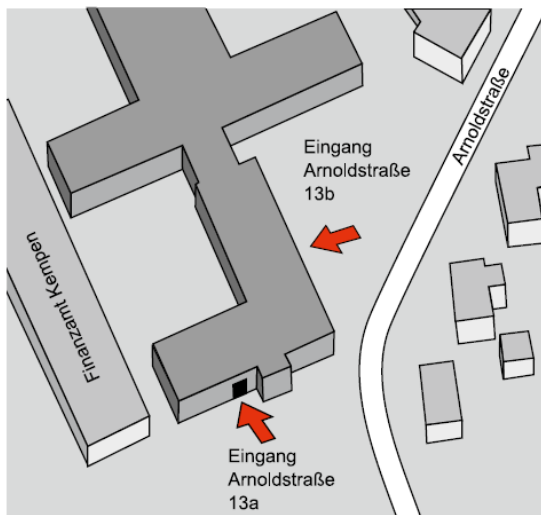 Arnoldstraße
Eingang
Arnoldstraße
13b
Finanzamt Kempen
Eingang
Arnoldstraße
13a